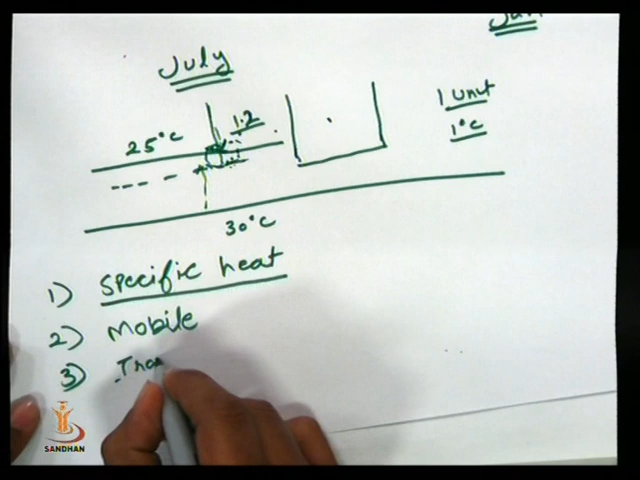 July
1 unit
1°C
25°C
1.2
30°C
1) Specific heat
2) Mobile
3)
SANDHAN